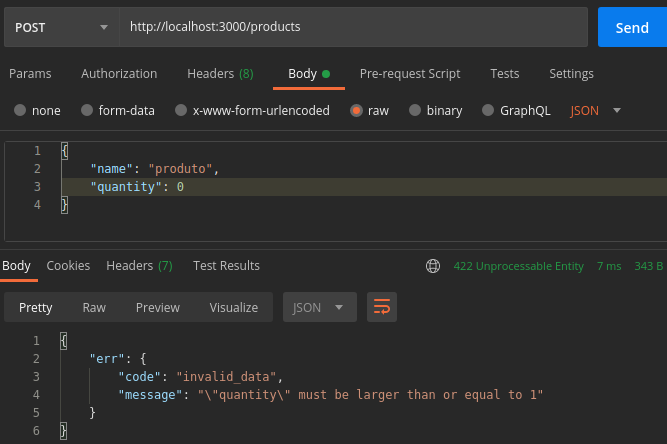 POST http://localhost:3000/products Send
Params Authorization Headers (8) Body Pre-request Script Tests Settings
none form-data x-www-form-urlencoded raw binary GraphQL JSON
1 {
2 "name": "produto",
3 "quantity": 0
4 }
Body Cookies Headers (7) Test Results 422 Unprocessable Entity 7 ms 343 B
Pretty Raw Preview Visualize JSON
1 {
2 "err": {
3 "code": "invalid_data",
4 "message": "\"quantity\" must be larger than or equal to 1"
5 }
6 }